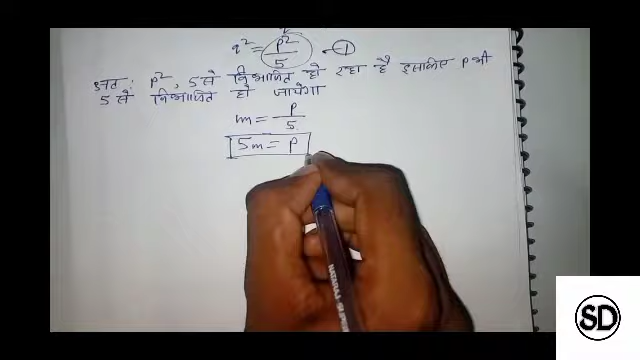 q² = p²/5 ← ①
अतः p², 5 से विभाजित हो रहा है इसलिए p भी
5 से विभाजित हो जायेगा
m = p/5
5m = p
SD